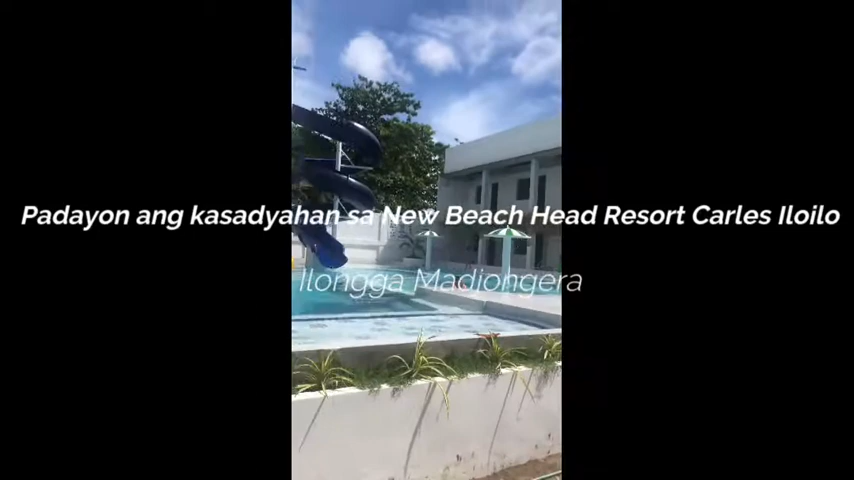 Padayon ang kasadyahan sa New Beach Head Resort Carles Iloilo
Ilongga Madiongera